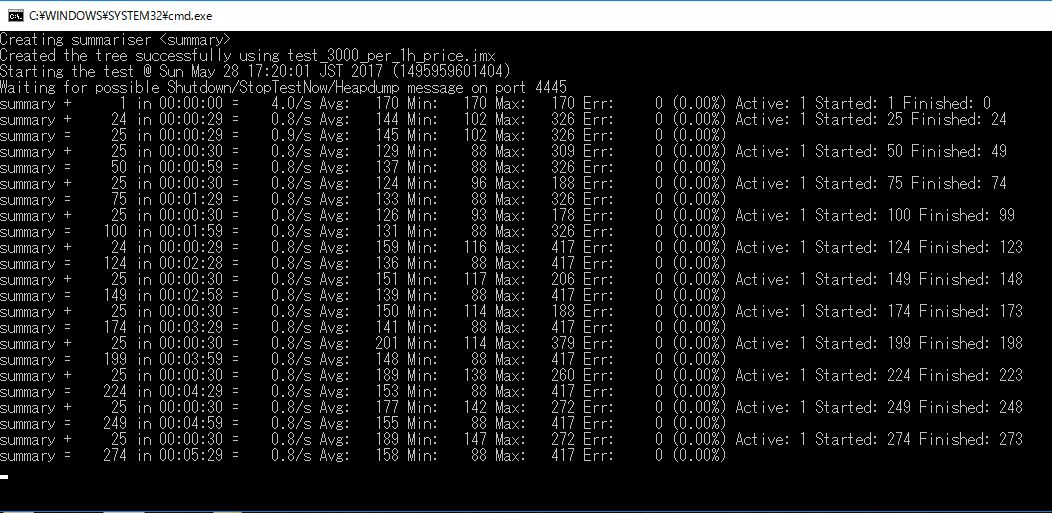 C:¥WINDOWS¥SYSTEM32¥cmd.exe
Creating summariser <summary>
Created the tree successfully using test_3000_per_1h_price.jmx
Starting the test @ Sun May 28 17:20:01 JST 2017 (1495959601404)
Waiting for possible Shutdown/StopTestNow/Heapdump message on port 4445
summary +      1 in 00:00:00 =    4.0/s Avg:   170 Min:   170 Max:   170 Err:     0 (0.00%) Active: 1 Started: 1 Finished: 0
summary +     24 in 00:00:29 =    0.8/s Avg:   144 Min:   102 Max:   326 Err:     0 (0.00%) Active: 1 Started: 25 Finished: 24
summary =     25 in 00:00:29 =    0.9/s Avg:   145 Min:   102 Max:   326 Err:     0 (0.00%)
summary +     25 in 00:00:30 =    0.8/s Avg:   129 Min:    88 Max:   309 Err:     0 (0.00%) Active: 1 Started: 50 Finished: 49
summary =     50 in 00:00:59 =    0.8/s Avg:   137 Min:    88 Max:   326 Err:     0 (0.00%)
summary +     25 in 00:00:30 =    0.8/s Avg:   124 Min:    96 Max:   188 Err:     0 (0.00%) Active: 1 Started: 75 Finished: 74
summary =     75 in 00:01:29 =    0.8/s Avg:   133 Min:    88 Max:   326 Err:     0 (0.00%)
summary +     25 in 00:00:30 =    0.8/s Avg:   126 Min:    93 Max:   178 Err:     0 (0.00%) Active: 1 Started: 100 Finished: 99
summary =    100 in 00:01:59 =    0.8/s Avg:   131 Min:    88 Max:   326 Err:     0 (0.00%)
summary +     24 in 00:00:29 =    0.8/s Avg:   159 Min:   116 Max:   417 Err:     0 (0.00%) Active: 1 Started: 124 Finished: 123
summary =    124 in 00:02:28 =    0.8/s Avg:   136 Min:    88 Max:   417 Err:     0 (0.00%)
summary +     25 in 00:00:30 =    0.8/s Avg:   151 Min:   117 Max:   206 Err:     0 (0.00%) Active: 1 Started: 149 Finished: 148
summary =    149 in 00:02:58 =    0.8/s Avg:   139 Min:    88 Max:   417 Err:     0 (0.00%)
summary +     25 in 00:00:30 =    0.8/s Avg:   150 Min:   114 Max:   188 Err:     0 (0.00%) Active: 1 Started: 174 Finished: 173
summary =    174 in 00:03:29 =    0.8/s Avg:   141 Min:    88 Max:   417 Err:     0 (0.00%)
summary +     25 in 00:00:30 =    0.8/s Avg:   201 Min:   114 Max:   379 Err:     0 (0.00%) Active: 1 Started: 199 Finished: 198
summary =    199 in 00:03:59 =    0.8/s Avg:   148 Min:    88 Max:   417 Err:     0 (0.00%)
summary +     25 in 00:00:30 =    0.8/s Avg:   189 Min:   138 Max:   260 Err:     0 (0.00%) Active: 1 Started: 224 Finished: 223
summary =    224 in 00:04:29 =    0.8/s Avg:   153 Min:    88 Max:   417 Err:     0 (0.00%)
summary +     25 in 00:00:30 =    0.8/s Avg:   177 Min:   142 Max:   272 Err:     0 (0.00%) Active: 1 Started: 249 Finished: 248
summary =    249 in 00:04:59 =    0.8/s Avg:   155 Min:    88 Max:   417 Err:     0 (0.00%)
summary +     25 in 00:00:30 =    0.8/s Avg:   189 Min:   147 Max:   272 Err:     0 (0.00%) Active: 1 Started: 274 Finished: 273
summary =    274 in 00:05:29 =    0.8/s Avg:   158 Min:    88 Max:   417 Err:     0 (0.00%)